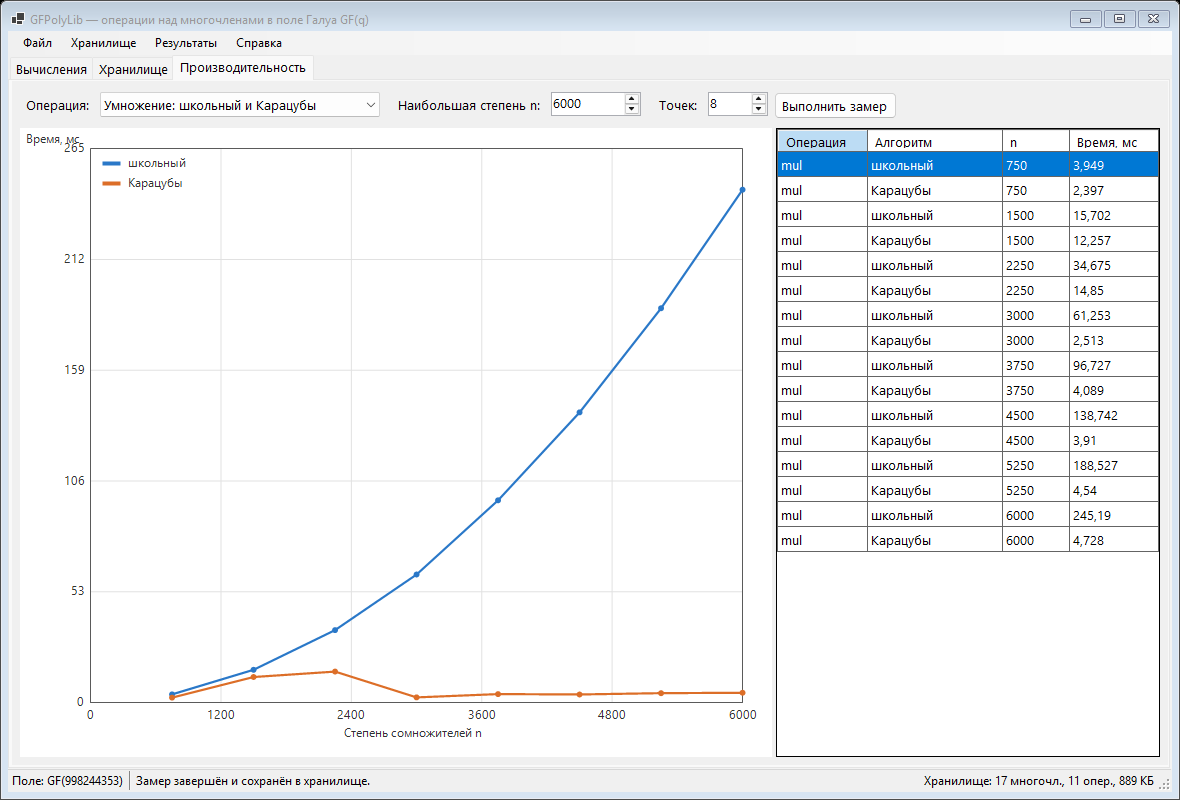 GFPolyLib — операции над многочленами в поле Галуа GF(q)
Файл Хранилище Результаты Справка
Вычисления Хранилище Производительность
Операция: Умножение: школьный и Карацубы Наибольшая степень n: 6000 Точек: 8 Выполнить замер
Время, мс
265
школьный
Карацубы
212
159
106
53
0
0 1200 2400 3600 4800 6000
Степень сомножителей n
Операция Алгоритм n Время, мс
mul школьный 750 3,949
mul Карацубы 750 2,397
mul школьный 1500 15,702
mul Карацубы 1500 12,257
mul школьный 2250 34,675
mul Карацубы 2250 14,85
mul школьный 3000 61,253
mul Карацубы 3000 2,513
mul школьный 3750 96,727
mul Карацубы 3750 4,089
mul школьный 4500 138,742
mul Карацубы 4500 3,91
mul школьный 5250 188,527
mul Карацубы 5250 4,54
mul школьный 6000 245,19
mul Карацубы 6000 4,728
Поле: GF(998244353) Замер завершён и сохранён в хранилище. Хранилище: 17 многочл., 11 опер., 889 КБ